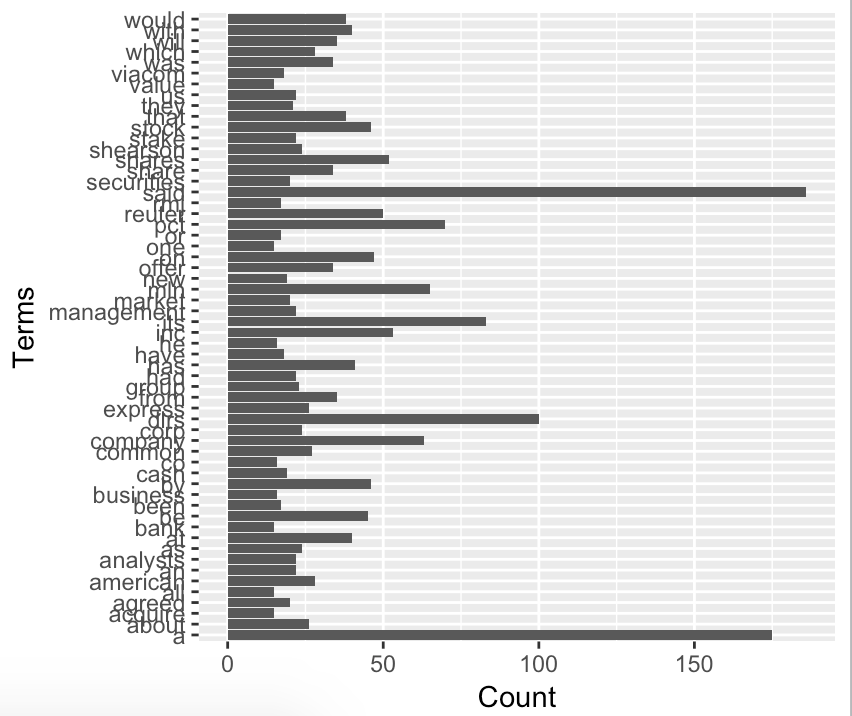 would
with
will
which
was
viacom
value
us
they
that
stock
stake
shearson
shares
share
securities
said
rmj
reuter
pct
or
one
on
offer
new
mln
market
management
its
inc
he
have
has
had
group
from
express
dlrs
corp
company
common
co
cash
by
business
been
be
bank
at
as
analysts
an
american
all
agreed
acquire
about
a
Terms
0 50 100 150
Count